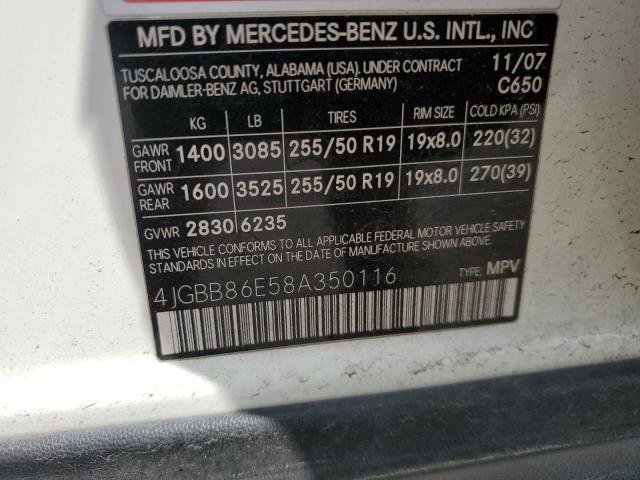 MFD BY MERCEDES-BENZ U.S. INTL., INC
TUSCALOOSA COUNTY, ALABAMA (USA). UNDER CONTRACT 11/07
FOR DAIMLER-BENZ AG, STUTTGART (GERMANY) C650
KG LB TIRES RIM SIZE COLD KPA (PSI)
GAWR FRONT 1400 3085 255/50 R19 19x8.0 220(32)
GAWR REAR 1600 3525 255/50 R19 19x8.0 270(39)
GVWR 2830 6235
THIS VEHICLE CONFORMS TO ALL APPLICABLE FEDERAL MOTOR VEHICLE SAFETY
STANDARDS IN EFFECT ON THE DATE OF MANUFACTURE SHOWN ABOVE.
4JGBB86E58A350116 TYPE: MPV